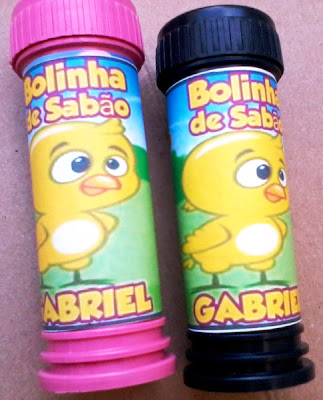 Bolinha
de Sabão
GABRIEL
Bolinha
de Sabão
GABRIEL